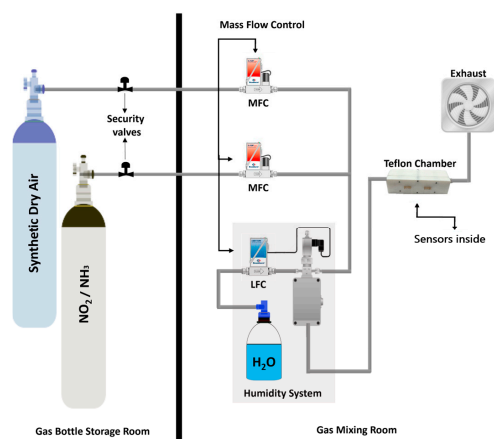 Mass Flow Control
Exhaust
MFC
Security
valves
Teflon Chamber
MFC
Sensors inside
Synthetic Dry Air
NO₂ / NH₃
LFC
H₂O
Humidity System
Gas Bottle Storage Room
Gas Mixing Room